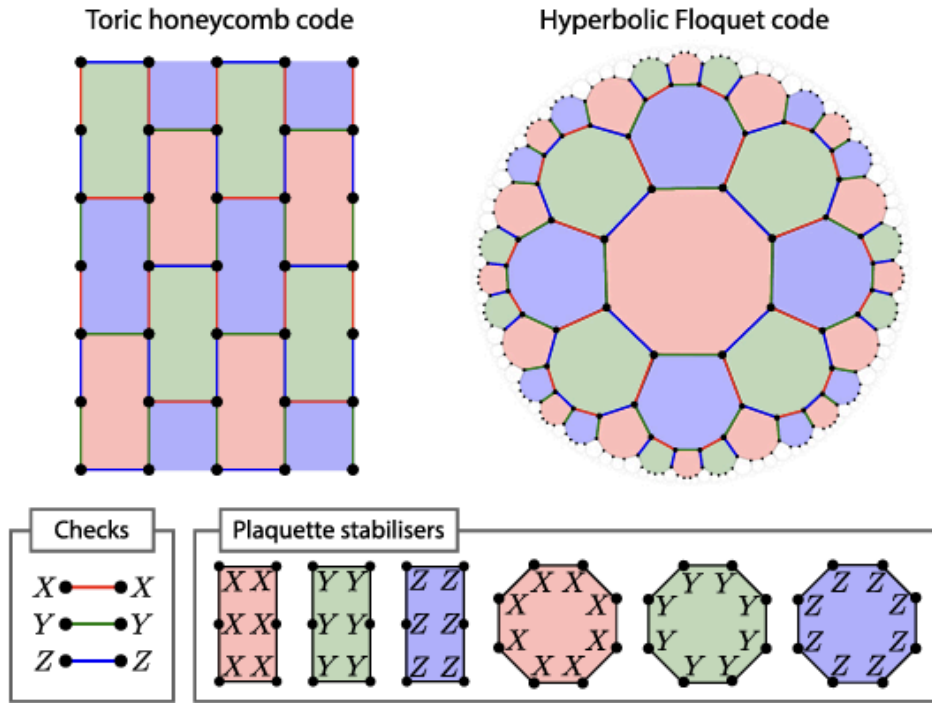 Toric honeycomb code
Hyperbolic Floquet code
Checks
X X
Y Y
Z Z
Plaquette stabilisers
X X
X X
X X
Y Y
Y Y
Y Y
Z Z
Z Z
Z Z
X X
X X
X X
X X
Y Y
Y Y
Y Y
Y Y
Z Z
Z Z
Z Z
Z Z